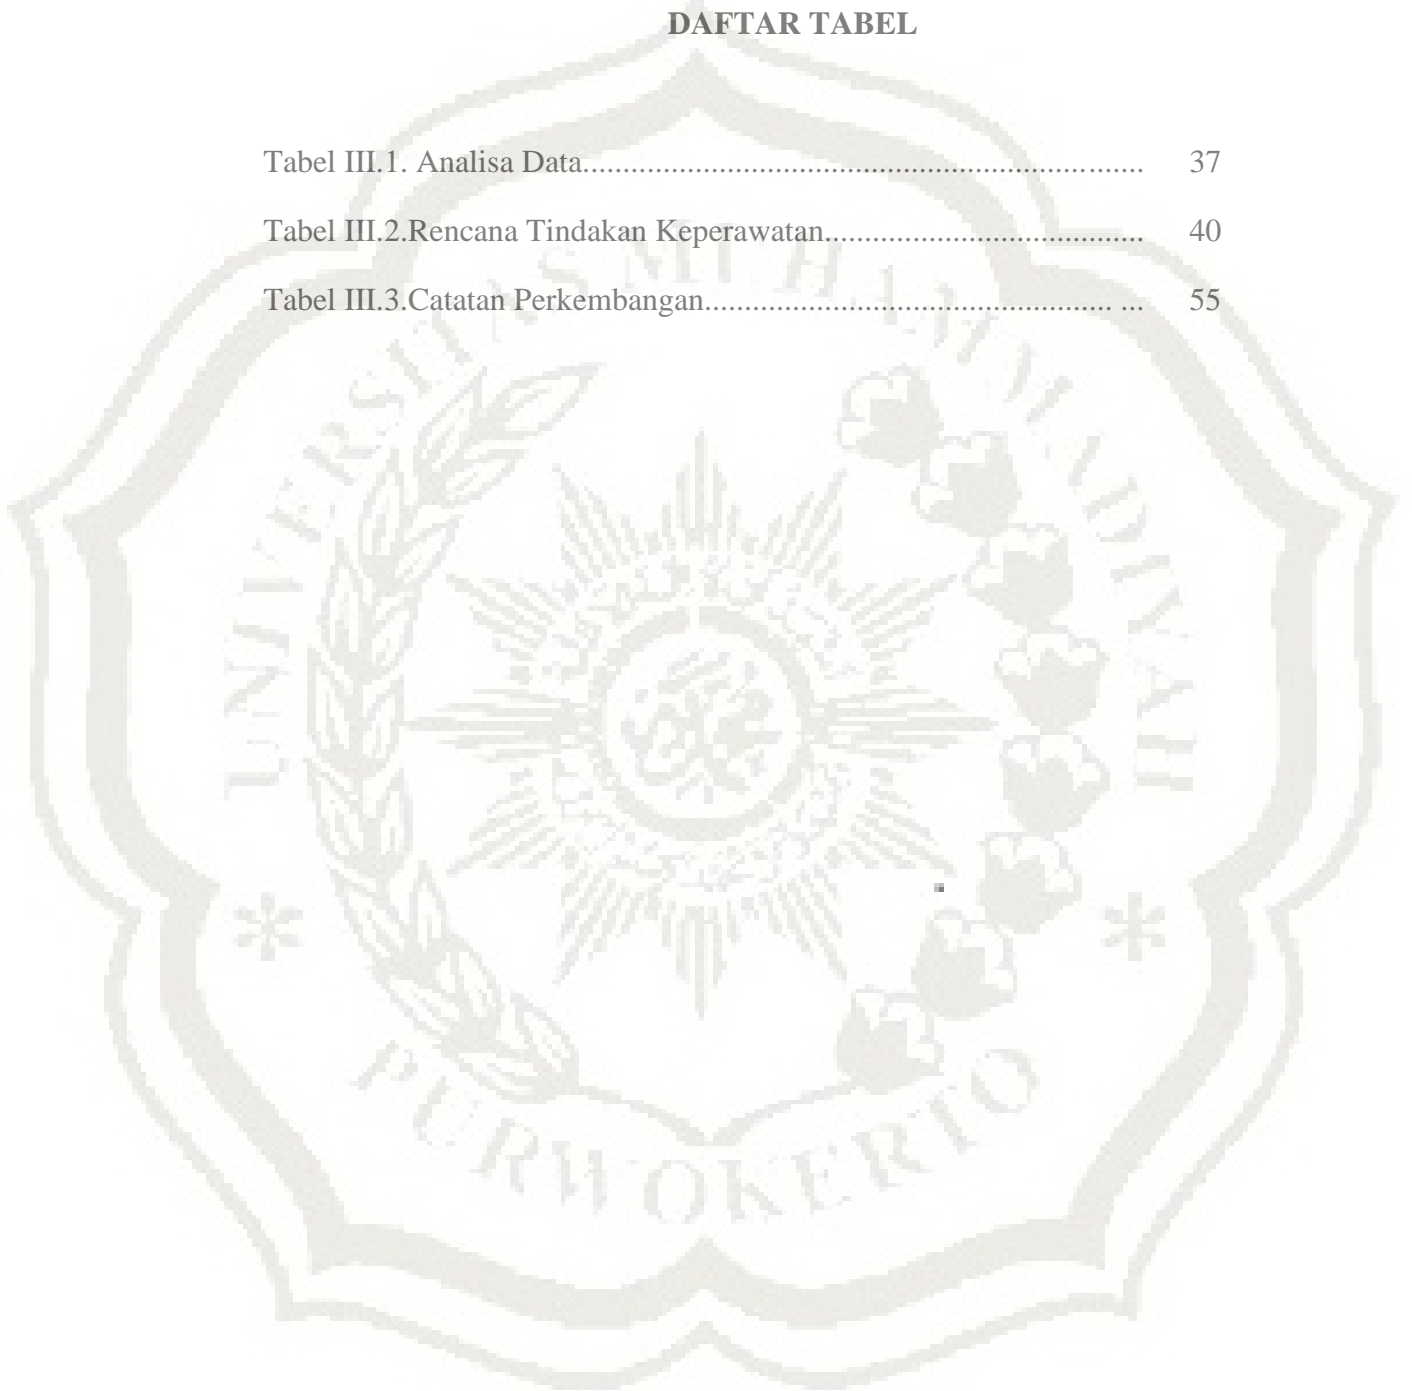 DAFTAR TABEL
Tabel III.1. Analisa Data...................................................................... 37
Tabel III.2.Rencana Tindakan Keperawatan........................................ 40
Tabel III.3.Catatan Perkembangan................................................... ... 55
UNIVERSITAS MUHAMMADIYAH
PURWOKERTO